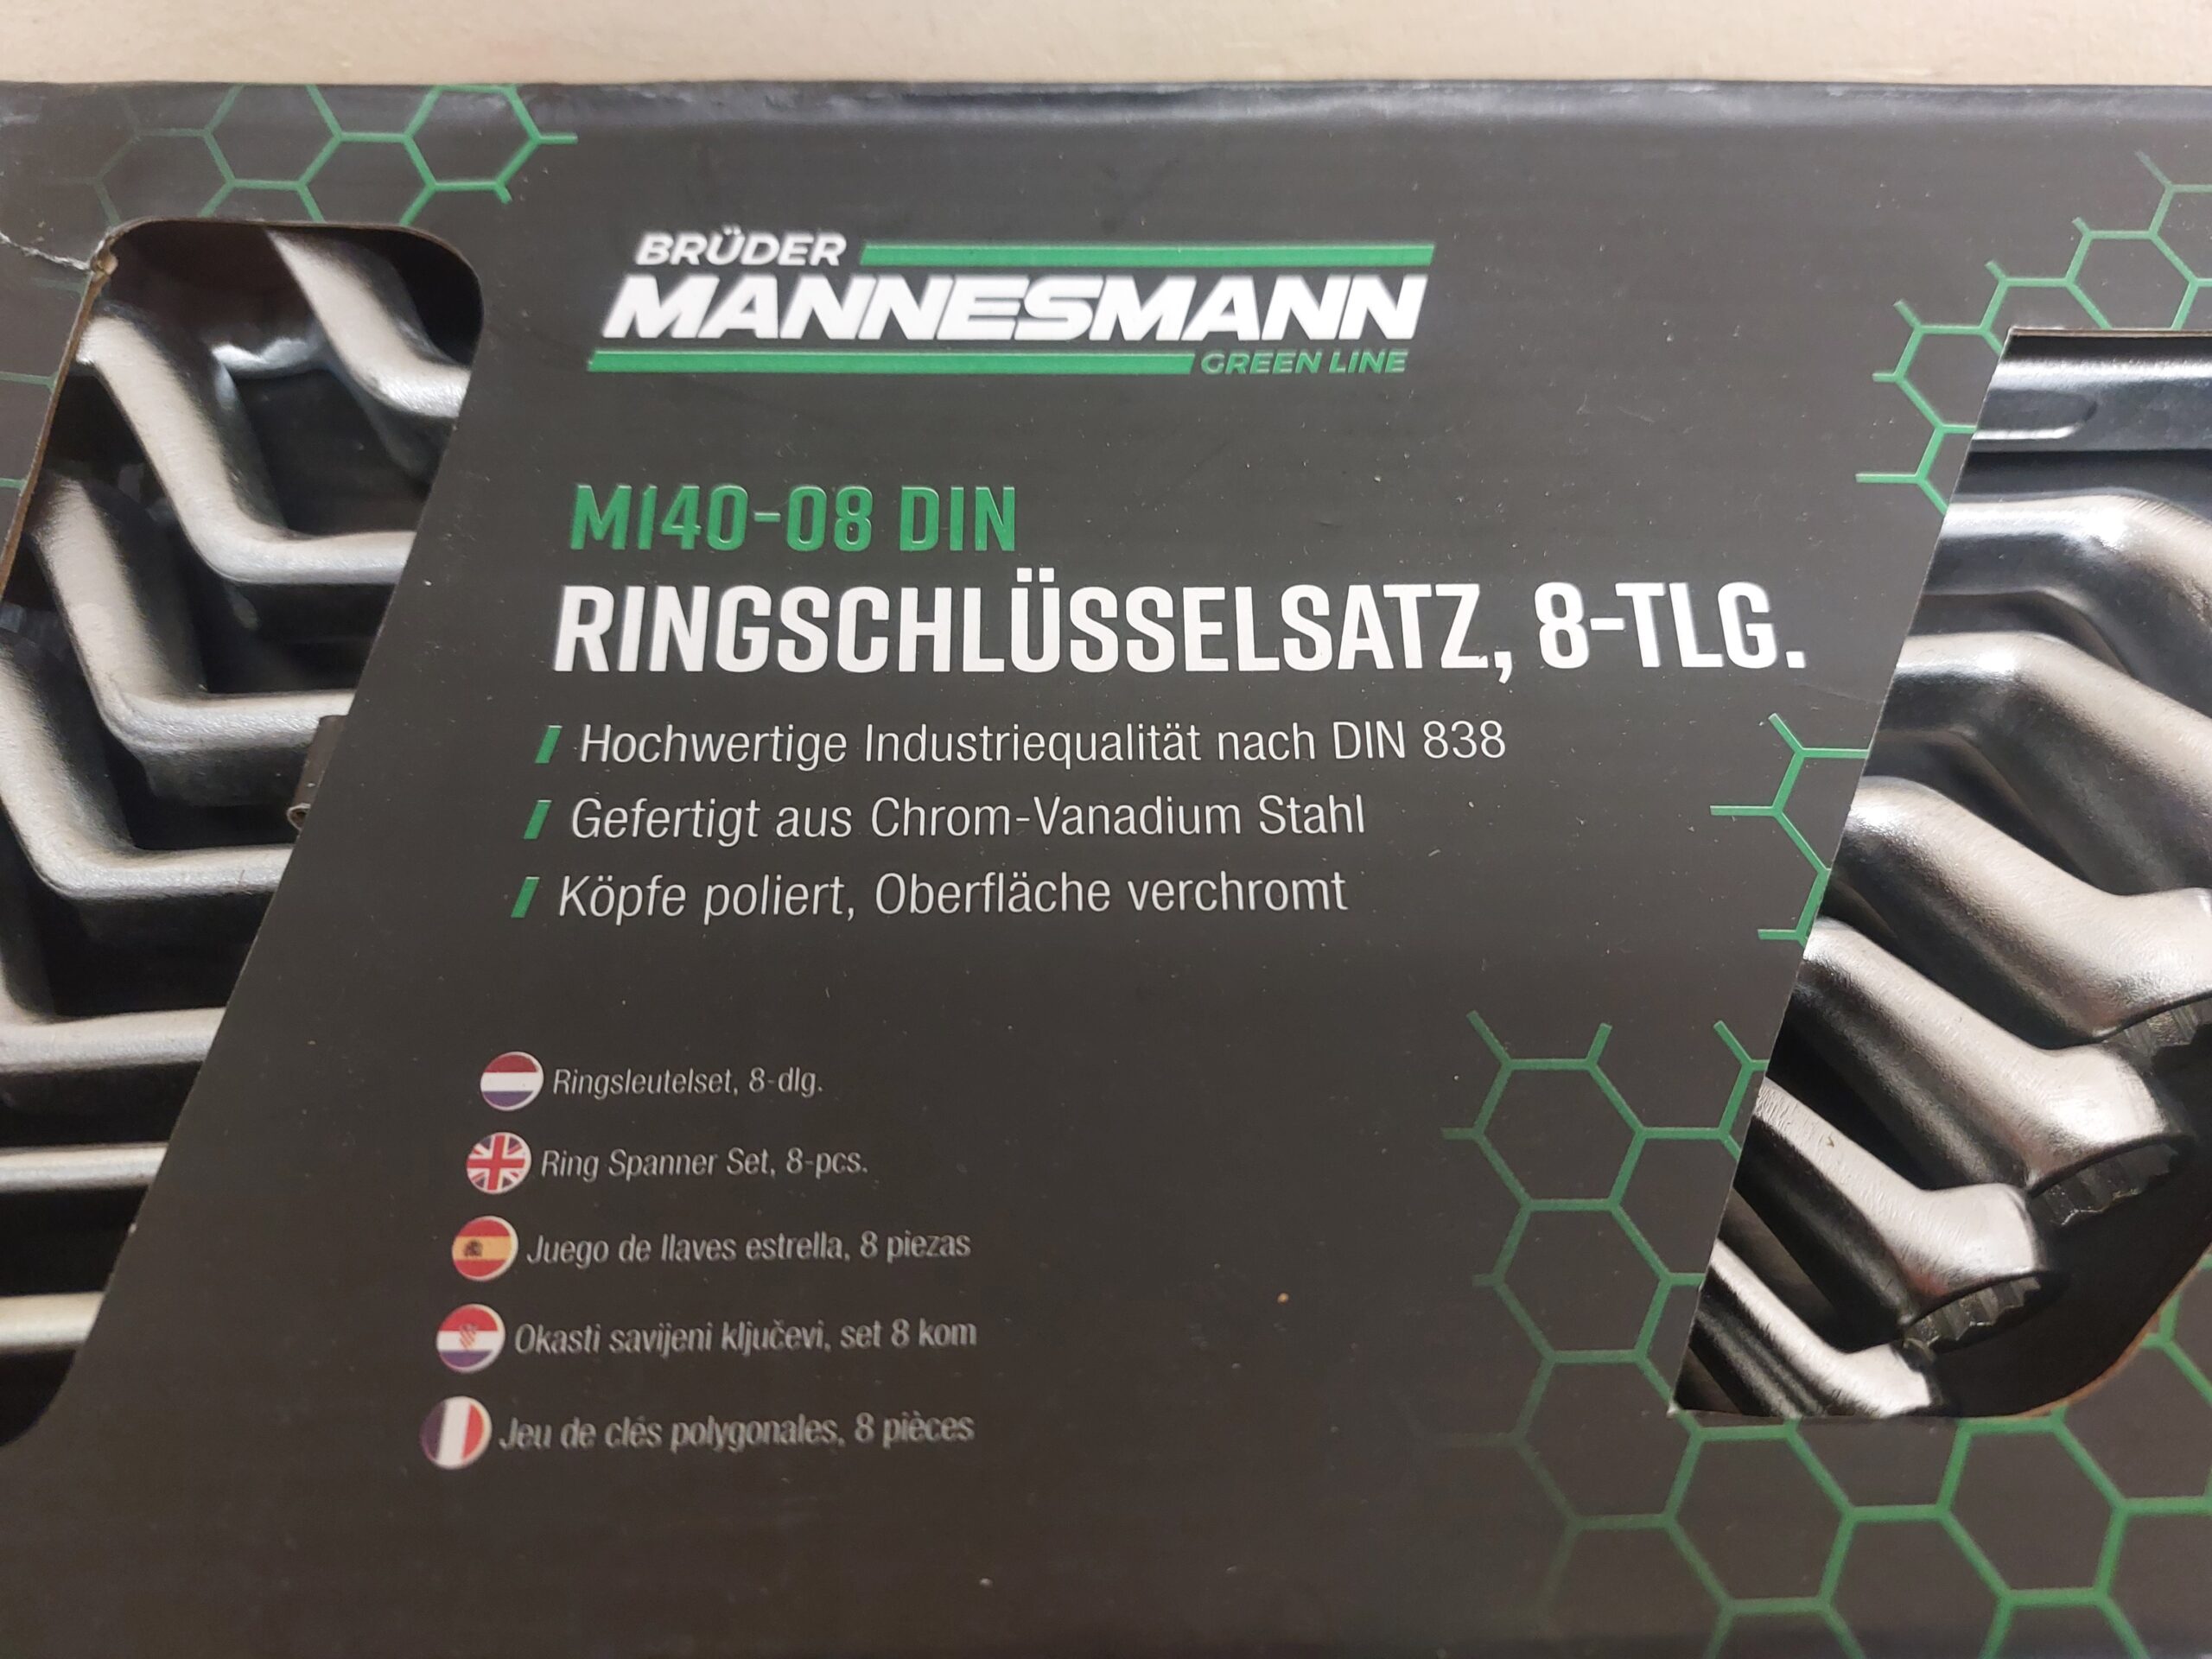 BRÜDER
MANNESMANN
GREEN LINE
M140-08 DIN
RINGSCHLÜSSELSATZ, 8-TLG.
Hochwertige Industriequalität nach DIN 838
Gefertigt aus Chrom-Vanadium Stahl
Köpfe poliert, Oberfläche verchromt
Ringsleutelset, 8-dlg.
Ring Spanner Set, 8-pcs.
Juego de llaves estrella, 8 piezas
Okasti savijeni ključevi, set 8 kom
Jeu de clés polygonales, 8 pièces